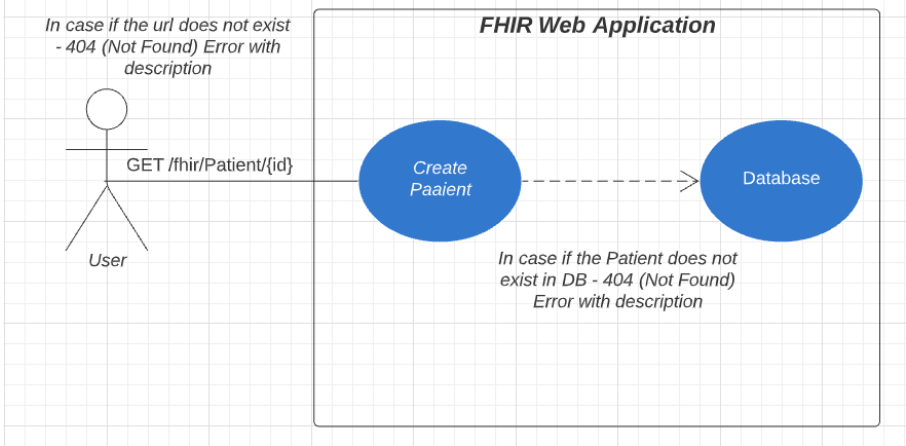 In case if the url does not exist
- 404 (Not Found) Error with
description
FHIR Web Application
GET /fhir/Patient/{id}
Create
Paaient
Database
User
In case if the Patient does not
exist in DB - 404 (Not Found)
Error with description